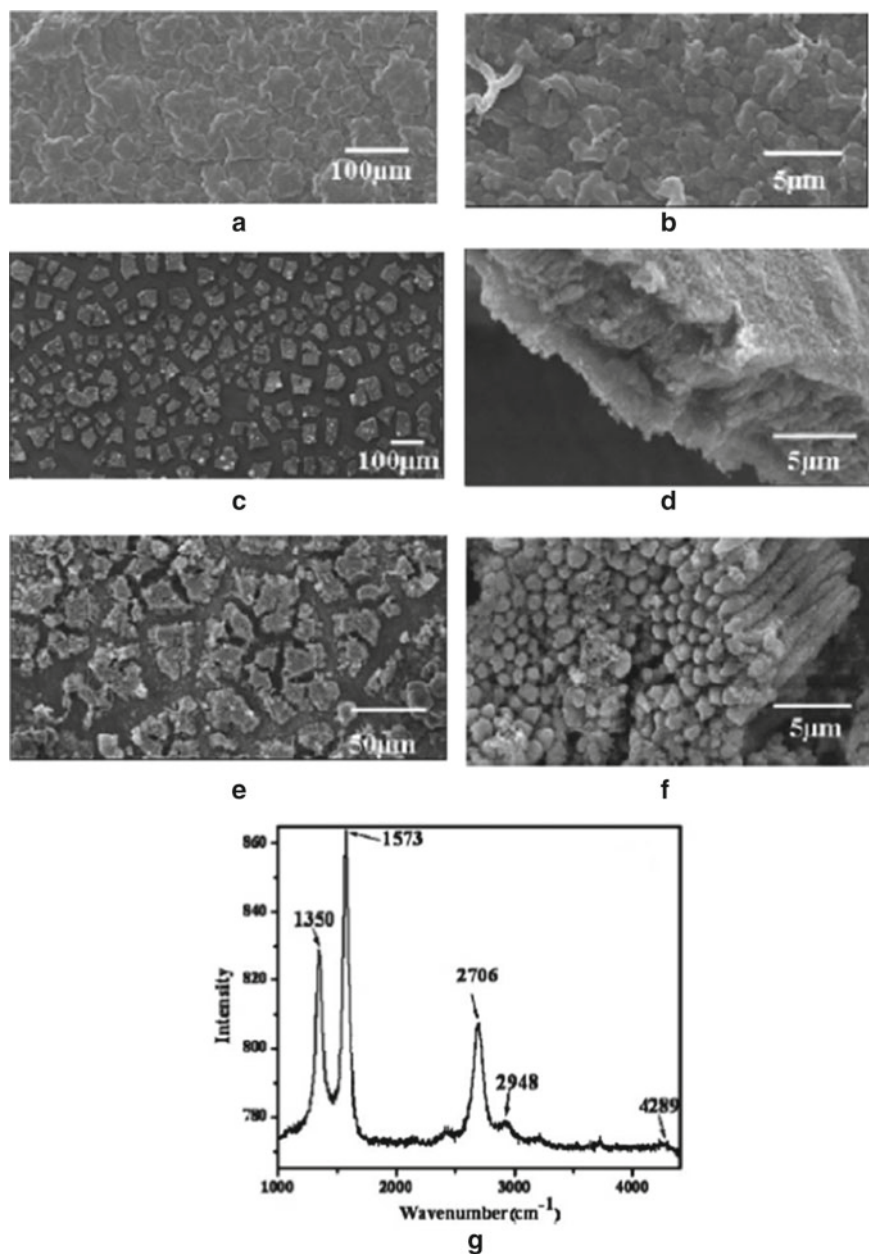 100μm
5μm
a
b
100μm
5μm
c
d
50μm
5μm
e
f
860
840
820
800
780
Intensity
1573
1350
2706
2948
4289
1000
2000
3000
4000
Wavenumber(cm⁻¹)
g